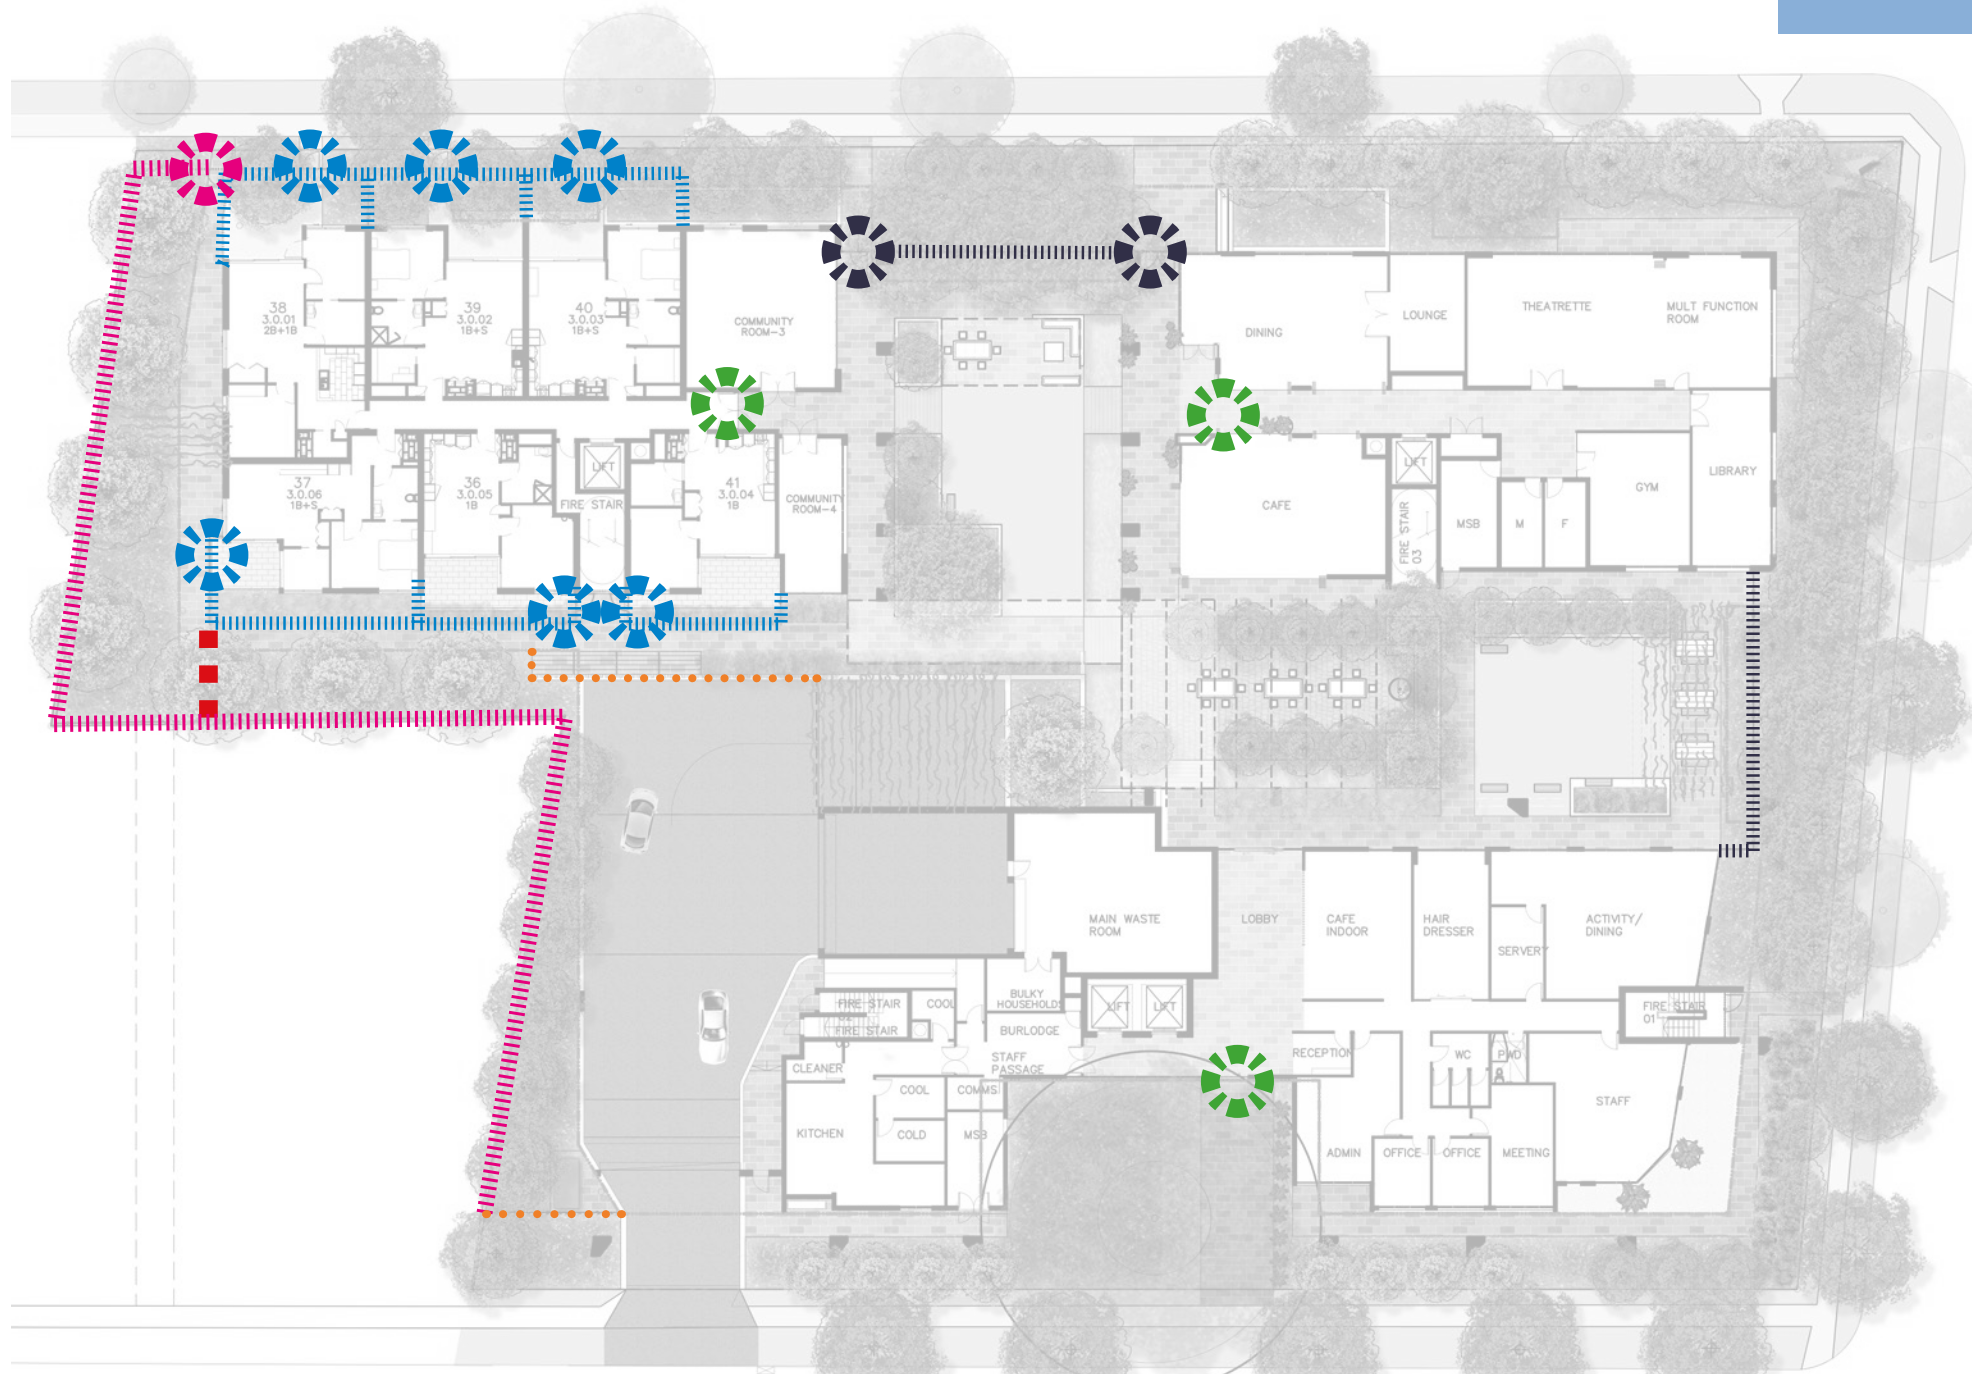 38
3.0.01
2B+1B
39
3.0.02
1B+S
40
3.0.03
1B+S
COMMUNITY
ROOM-3
DINING
LOUNGE
THEATRETTE
MULT FUNCTION
ROOM
37
3.0.06
1B+S
36
3.0.05
1B
LIFT
FIRE STAIR
41
3.0.04
1B
COMMUNITY
ROOM-4
CAFE
LIFT
FIRE STAIR
03
MSB
M
F
GYM
LIBRARY
MAIN WASTE
ROOM
LOBBY
CAFE
INDOOR
HAIR
DRESSER
SERVERY
ACTIVITY/
DINING
FIRE STAIR
COOL
BULKY
HOUSEHOLDS
LIFT
LIFT
FIRE STAIR
01
FIRE STAIR
BURLODGE
STAFF
PASSAGE
RECEPTION
WC
PWD
CLEANER
COOL
COMMS
STAFF
KITCHEN
COLD
MSB
ADMIN
OFFICE
OFFICE
MEETING